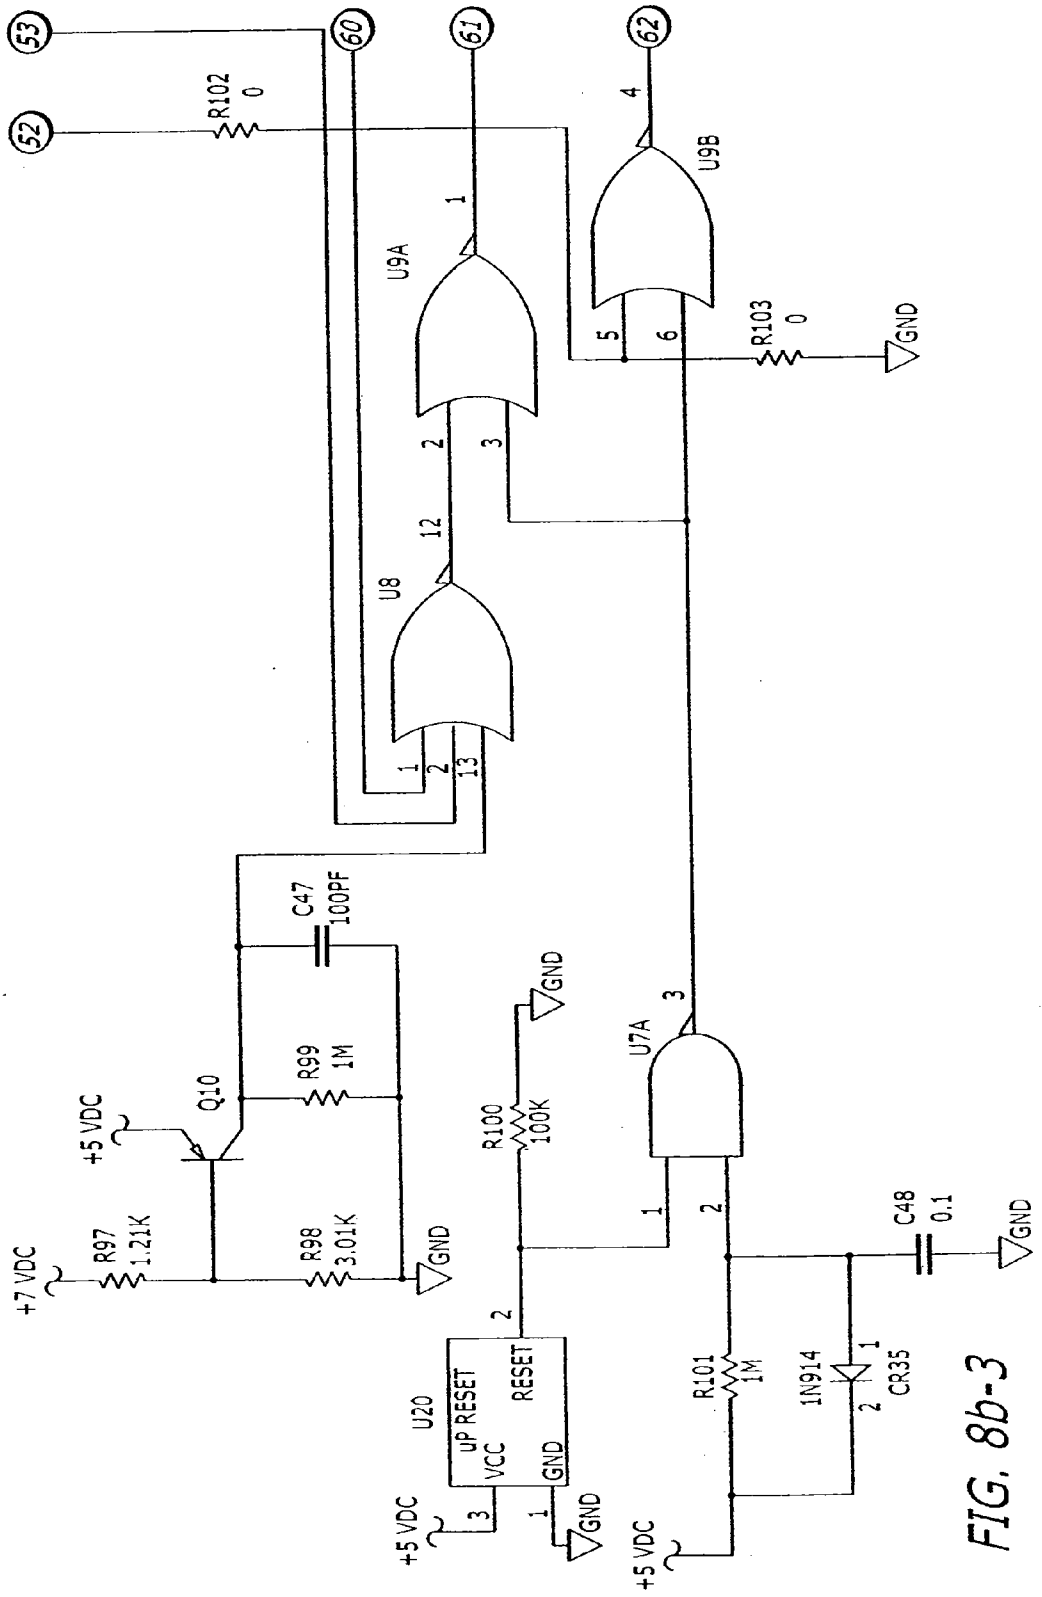 53
52
60
61
62
R102
0
+7 VDC
R97
1.21K
+5 VDC
Q10
R98
3.01K
GND
R99
1M
C47
100PF
1
2
13
U8
12
2
3
U9A
1
5
6
U9B
4
R103
0
GND
U20
uP RESET
VCC
RESET
GND
+5 VDC
3
1
GND
2
R100
100K
GND
1
2
U7A
3
+5 VDC
R101
1M
1N914
2
1
CR35
C48
0.1
GND
FIG. 8b-3